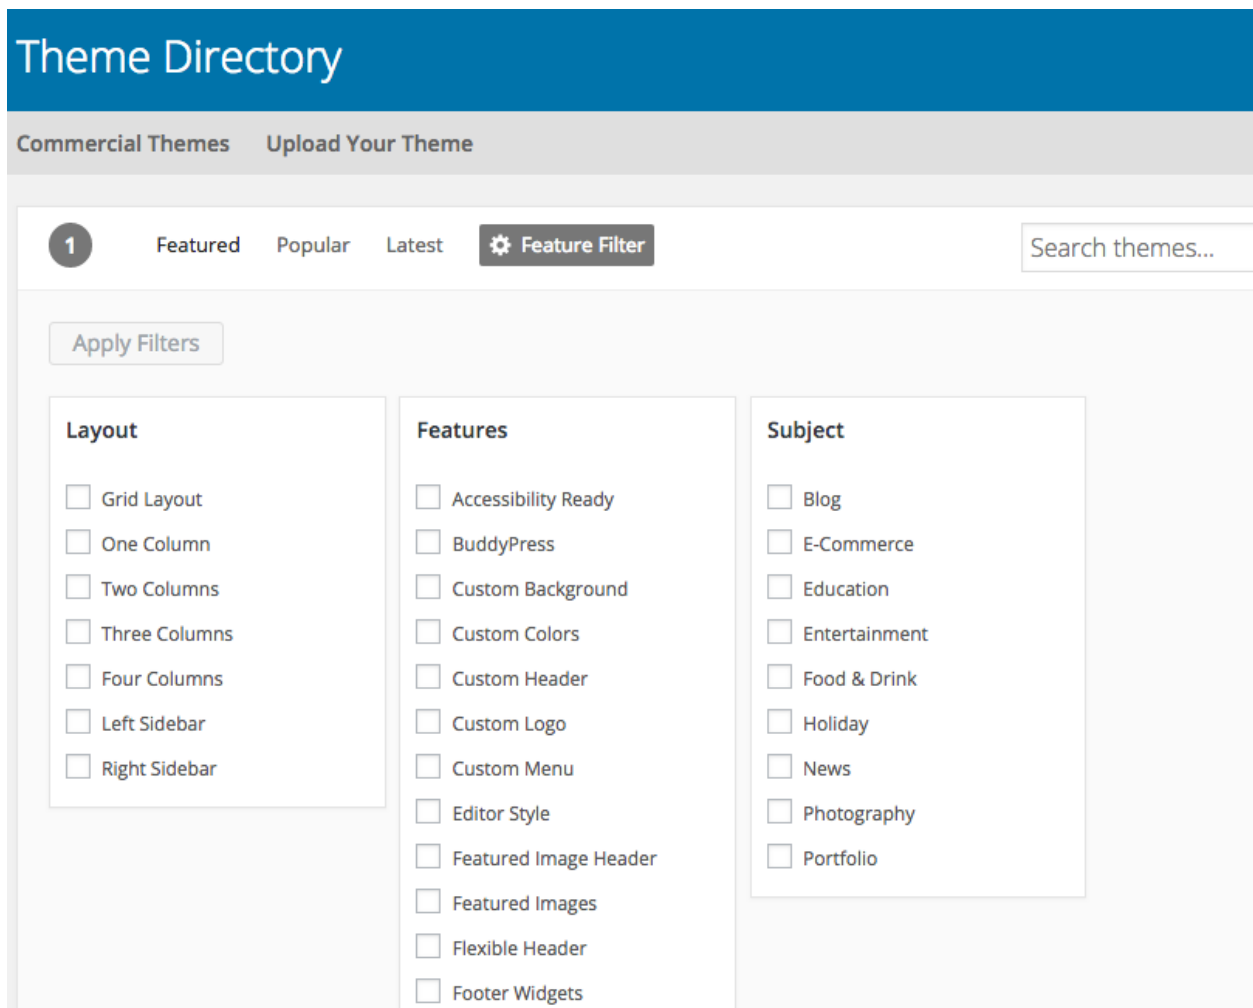 Theme Directory
Commercial Themes Upload Your Theme
1 Featured Popular Latest Feature Filter Search themes...
Apply Filters
Layout
Grid Layout
One Column
Two Columns
Three Columns
Four Columns
Left Sidebar
Right Sidebar
Features
Accessibility Ready
BuddyPress
Custom Background
Custom Colors
Custom Header
Custom Logo
Custom Menu
Editor Style
Featured Image Header
Featured Images
Flexible Header
Footer Widgets
Subject
Blog
E-Commerce
Education
Entertainment
Food & Drink
Holiday
News
Photography
Portfolio